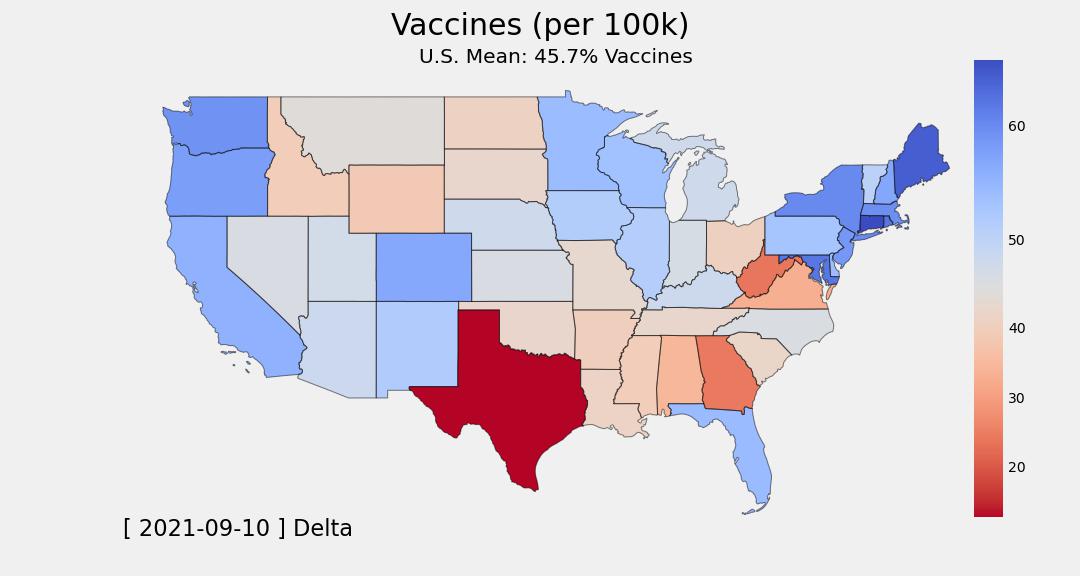 Vaccines (per 100k)
U.S. Mean: 45.7% Vaccines
60
50
40
30
20
[ 2021-09-10 ] Delta